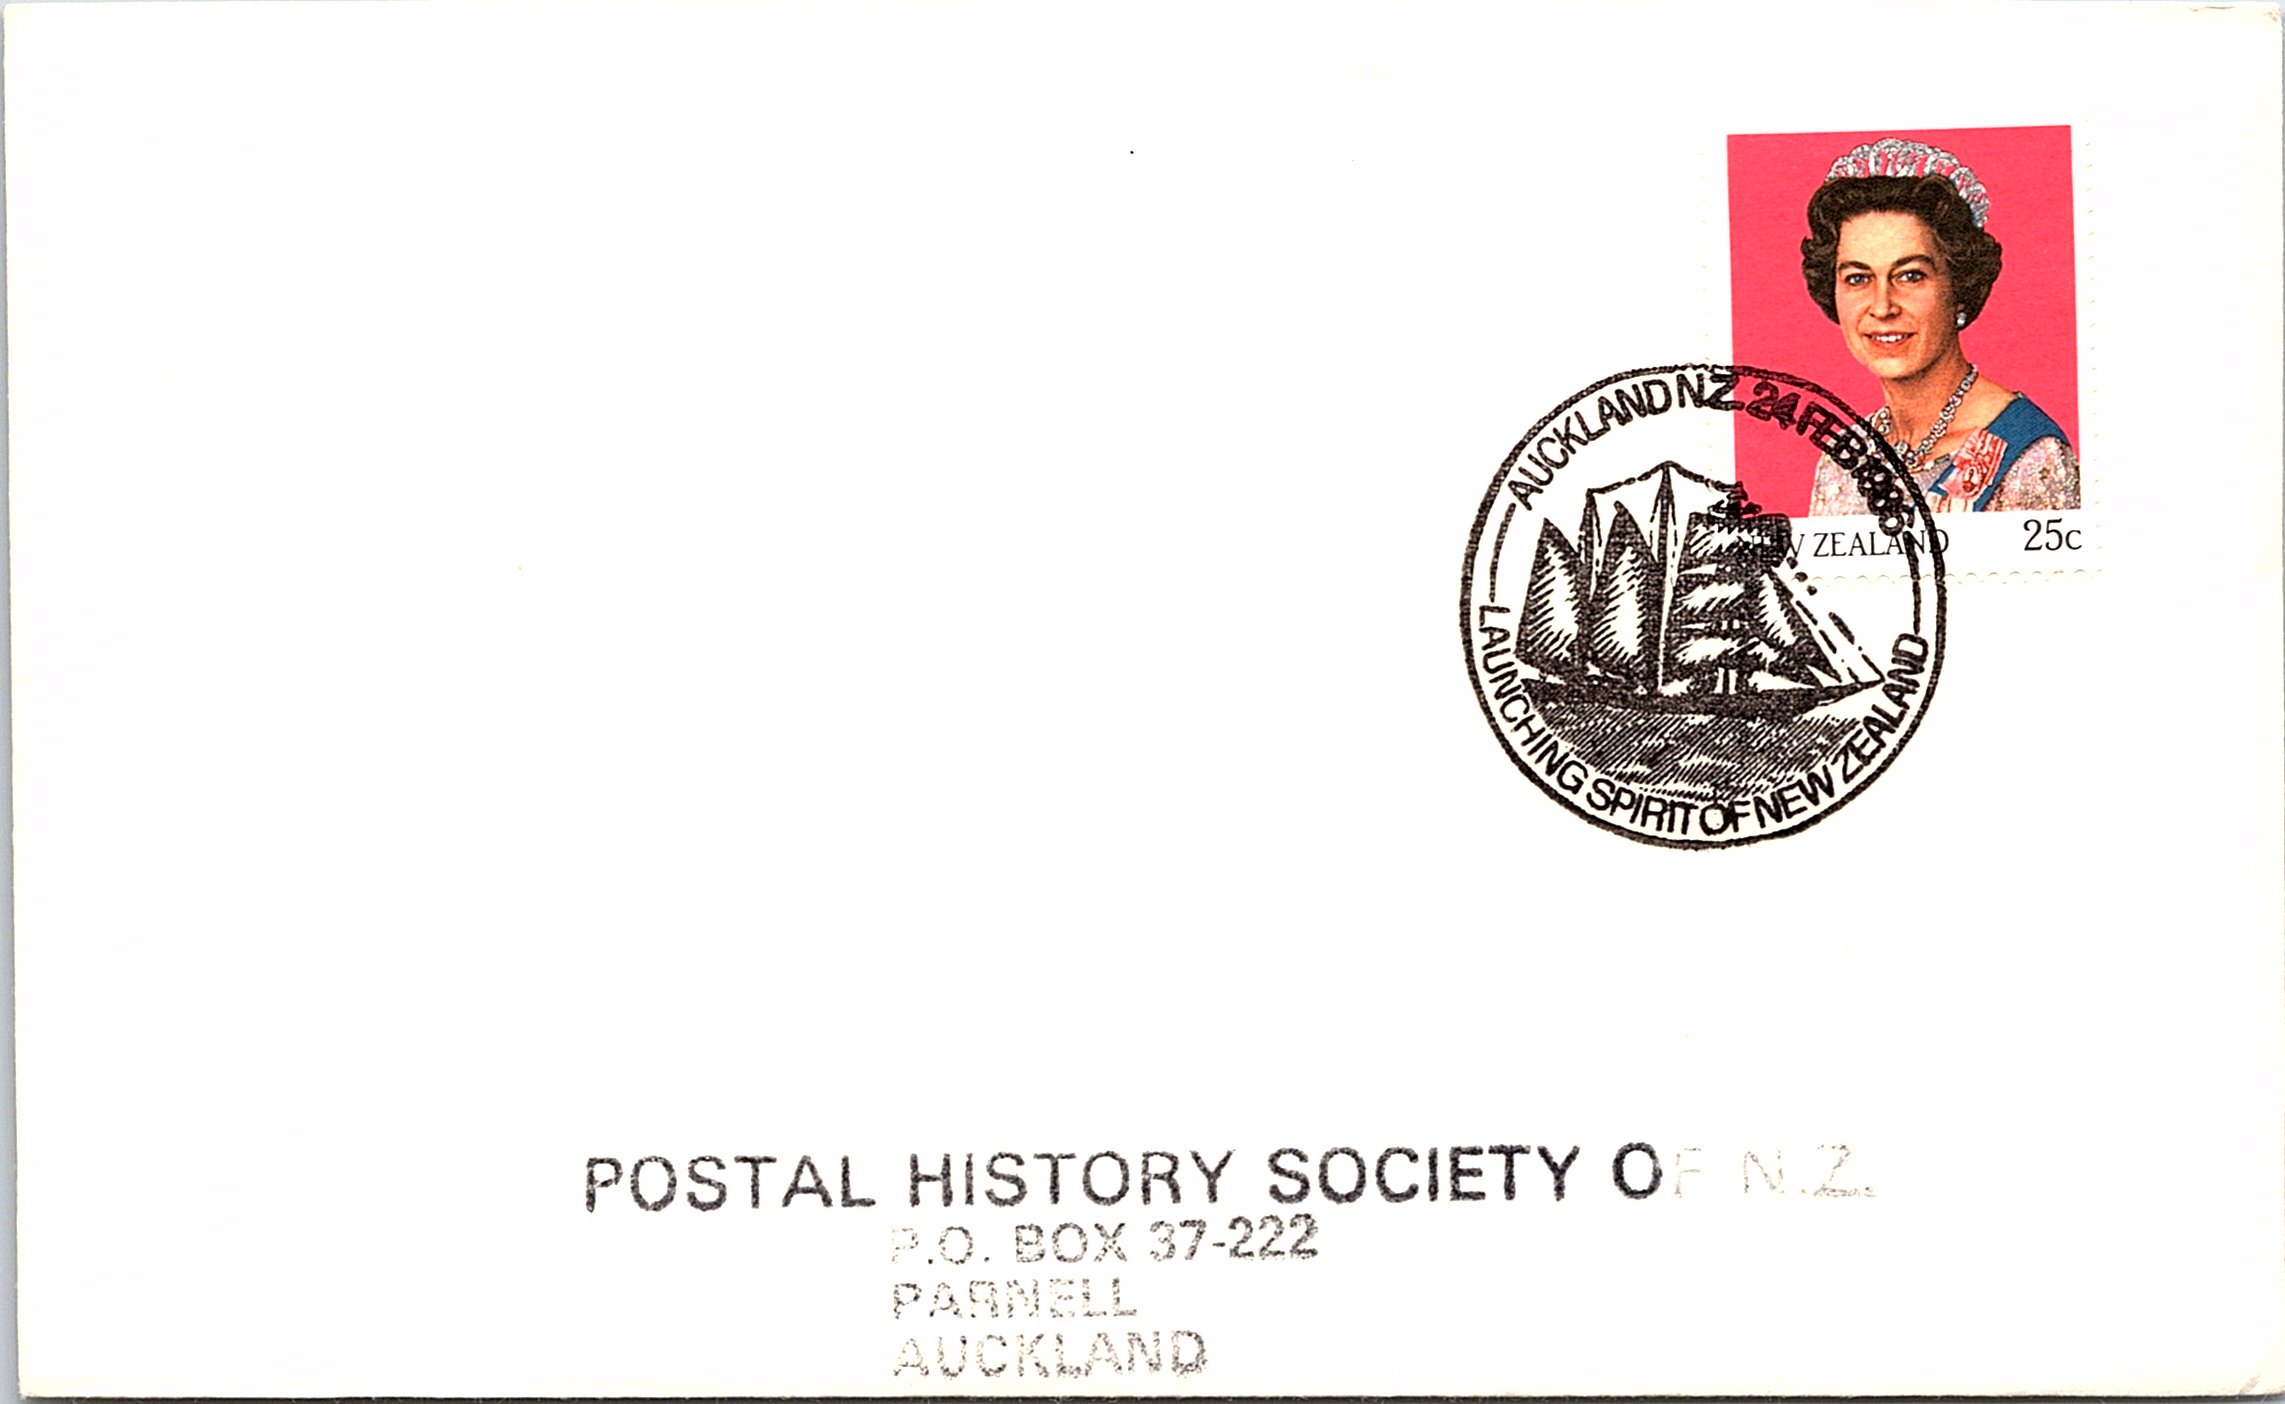 NEW ZEALAND 25c
AUCKLAND N.Z. 24 FEB 1986
LAUNCHING SPIRIT OF NEW ZEALAND
POSTAL HISTORY SOCIETY OF N.Z.
P.O. BOX 37-222
PARNELL
AUCKLAND